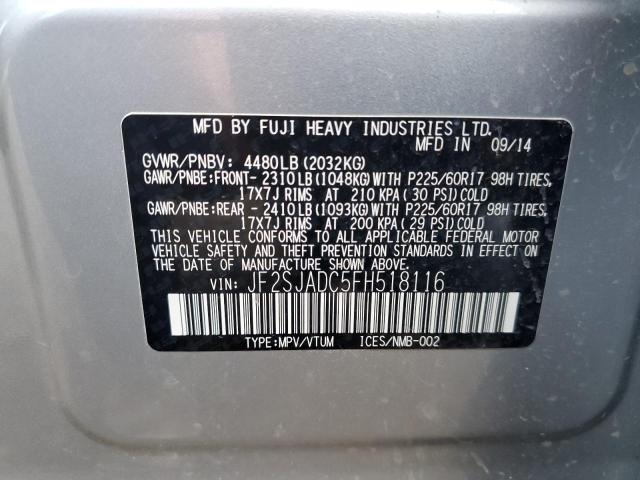 MFD BY FUJI HEAVY INDUSTRIES LTD.
MFD IN 09/14
GVWR/PNBV: 4480LB (2032KG)
GAWR/PNBE:FRONT- 2310LB (1048KG)WITH P225/60R17 98H TIRES,
17X7J RIMS AT 210 KPA (30 PSI)COLD
GAWR/PNBE:REAR - 2410LB (1093KG)WITH P225/60R17 98H TIRES,
17X7J RIMS AT 200 KPA (29 PSI)COLD
THIS VEHICLE CONFORMS TO ALL APPLICABLE FEDERAL MOTOR
VEHICLE SAFETY AND THEFT PREVENTION STANDARDS IN EFFECT ON
THE DATE OF MANUFACTURE SHOWN ABOVE.
VIN: JF2SJADC5FH518116
TYPE:MPV/VTUM ICES/NMB-002